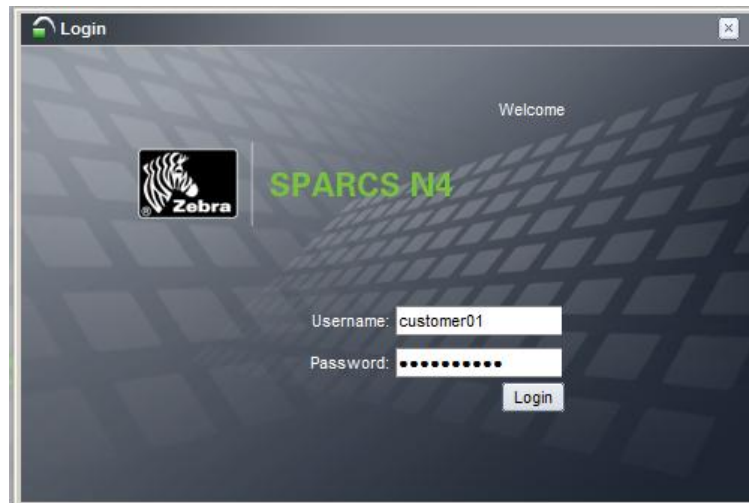 Login
Welcome
Zebra
®
SPARCS N4
Username: customer01
Password: ••••••••••
Login